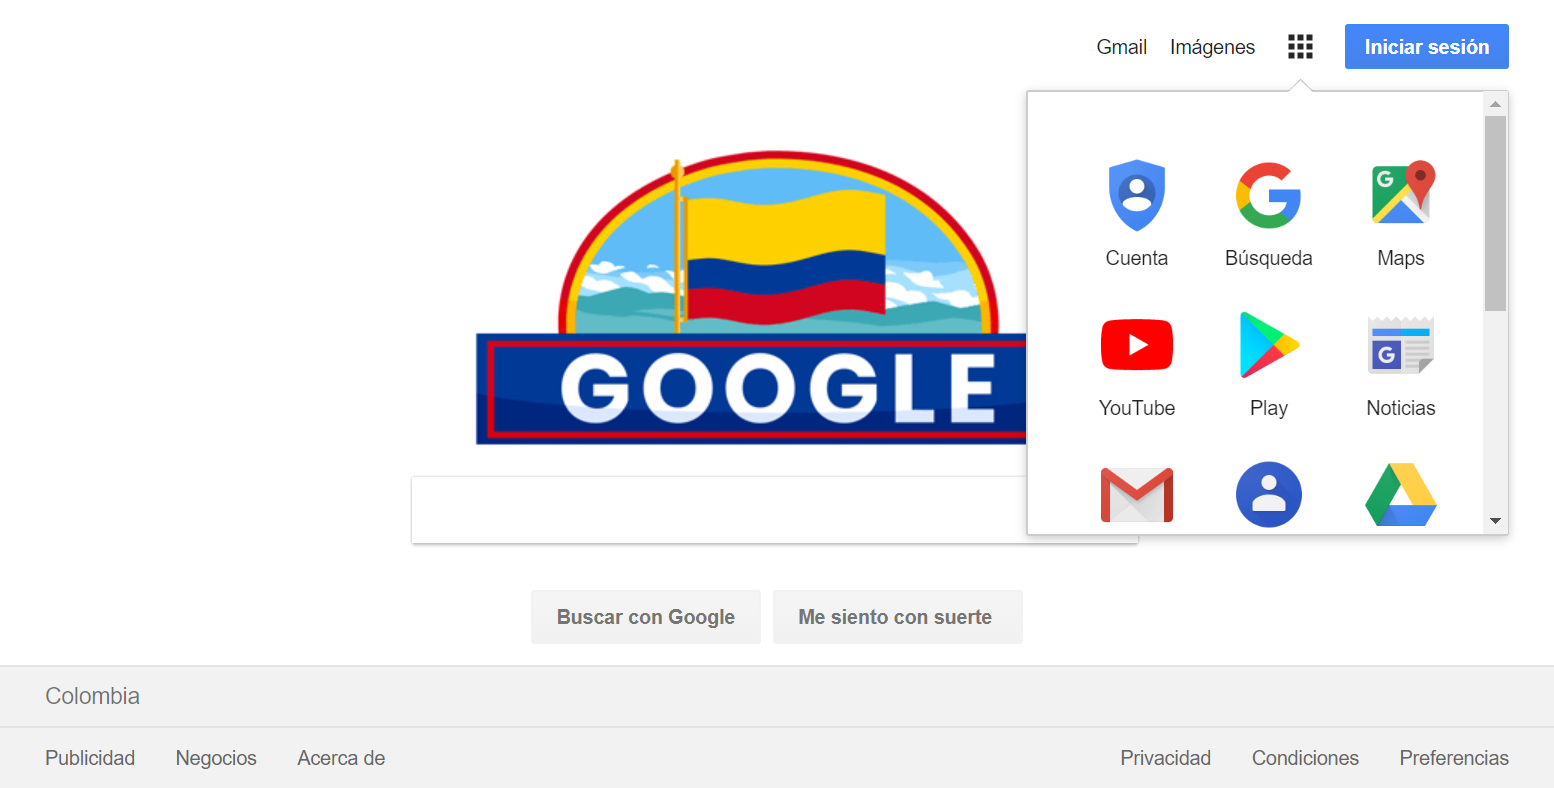 Gmail Imágenes Iniciar sesión
Cuenta Búsqueda Maps
GOOGLE
YouTube Play Noticias
Buscar con Google Me siento con suerte
Colombia
Publicidad Negocios Acerca de Privacidad Condiciones Preferencias